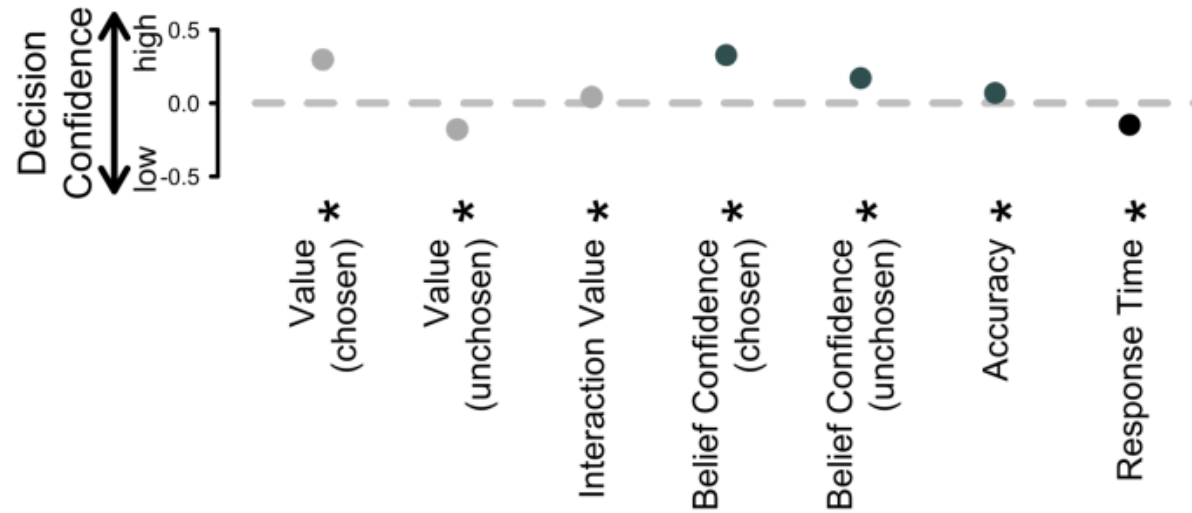 Decision
Confidence
low high
0.5
0.0
-0.5
* * * * * * *
Value
(chosen)
Value
(unchosen)
Interaction Value
Belief Confidence
(chosen)
Belief Confidence
(unchosen)
Accuracy
Response Time